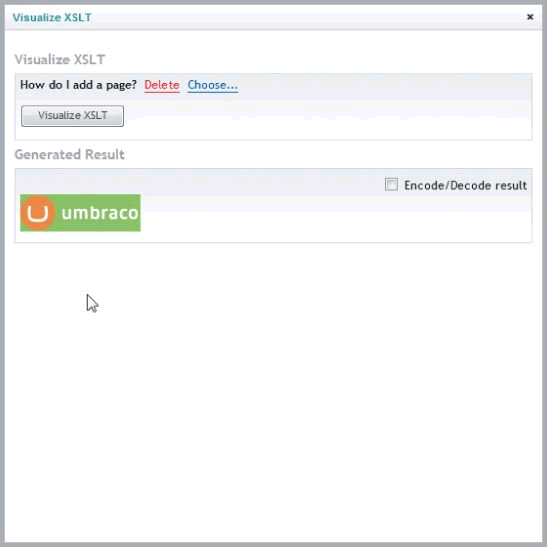 Visualize XSLT
Visualize XSLT
How do I add a page? Delete Choose...
Visualize XSLT
Generated Result
Encode/Decode result
umbraco